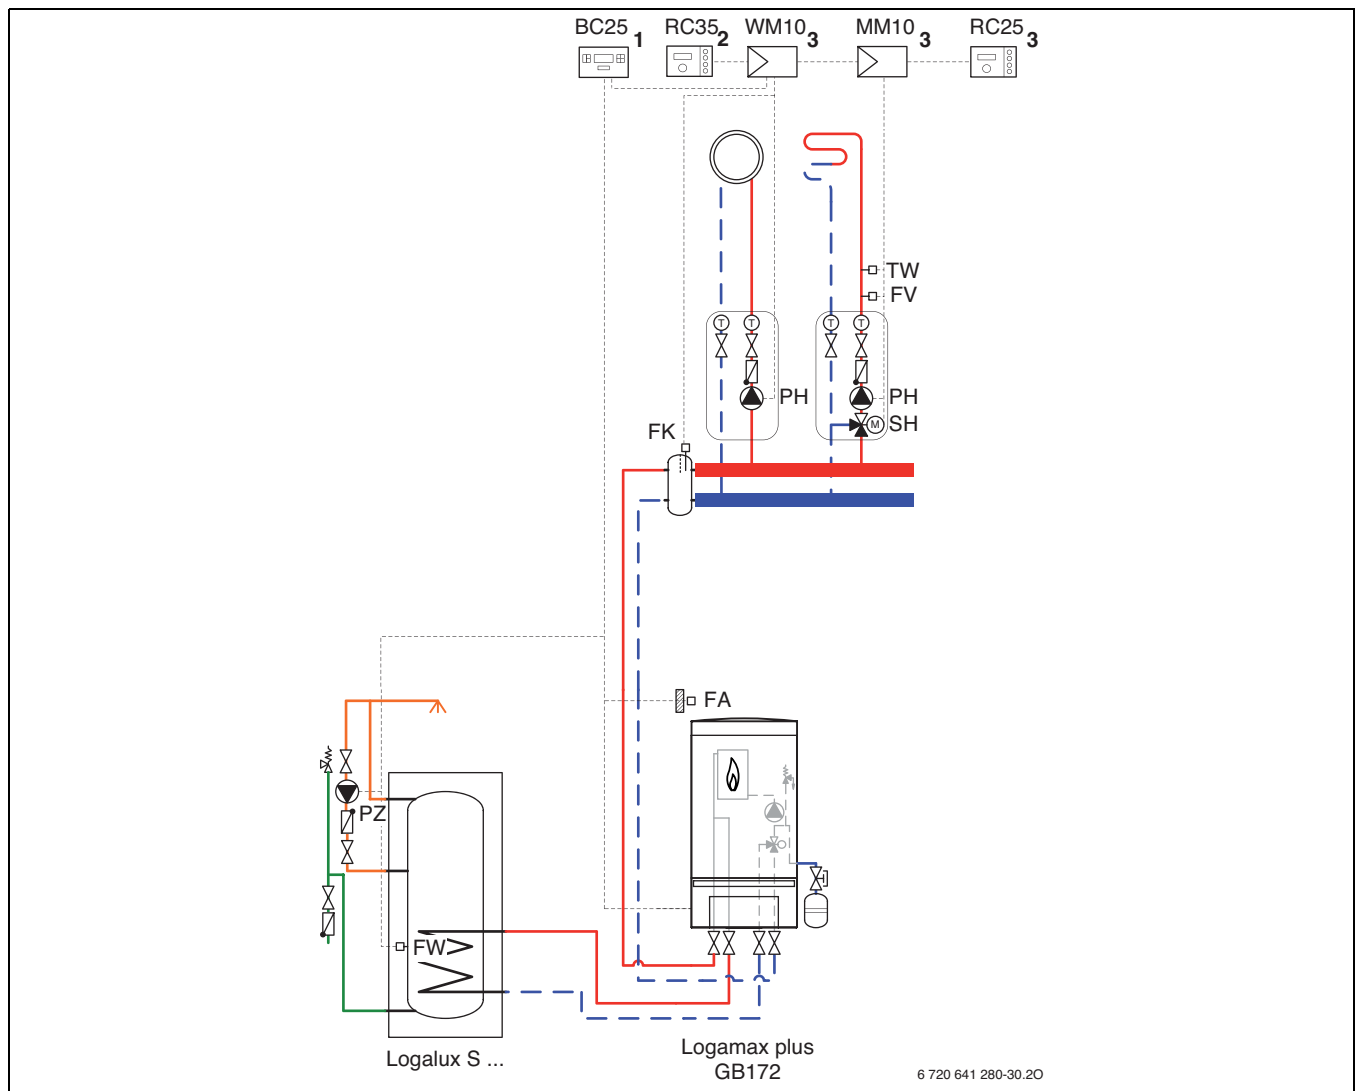 BC25 1 RC35 2 WM10 3 MM10 3 RC25 3
TW
FV
T T T T
PH PH
M SH
FK
FA
PZ
FW
Logalux S ...
Logamax plus
GB172
6 720 641 280-30.2O